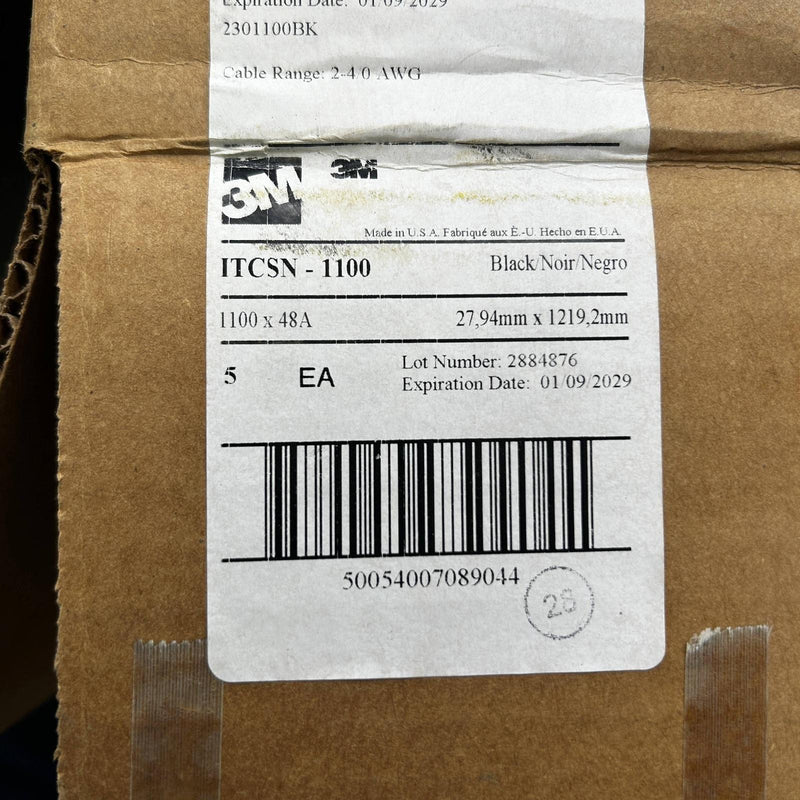 Expiration Date: 01/09/2029
2301100BK
Cable Range: 2-4/0 AWG
3M 3M
Made in U.S.A. Fabriqué aux É.-U. Hecho en E.U.A.
ITCSN - 1100 Black/Noir/Negro
1100 x 48A 27,94mm x 1219,2mm
5 EA Lot Number: 2884876
Expiration Date: 01/09/2029
50054007089044
28